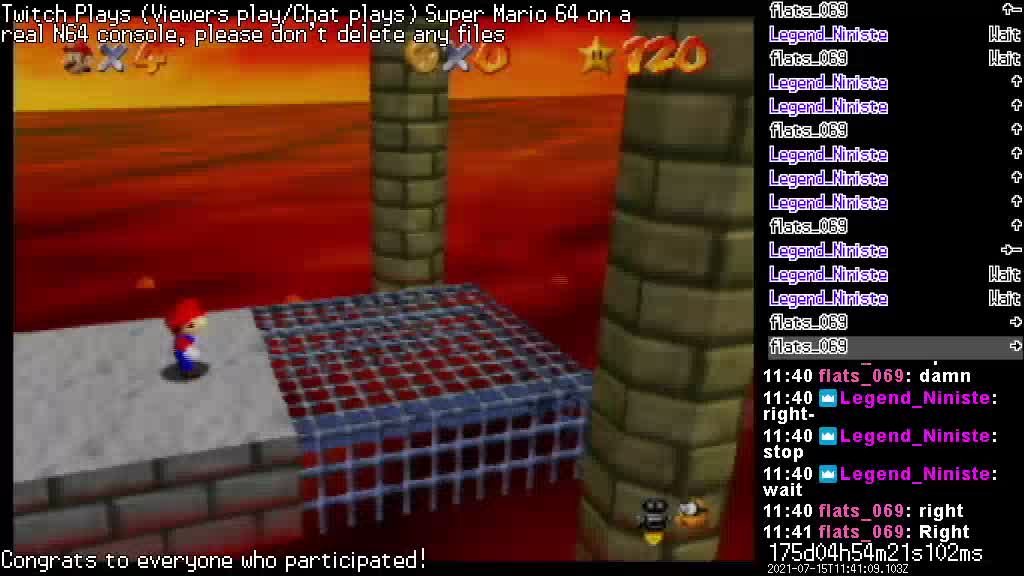 Twitch Plays (Viewers play/Chat plays) Super Mario 64 on a
real N64 console, please don't delete any files
×4
×0
120
Congrats to everyone who participated!
flats_069 ↑-
Legend_Niniste Wait
flats_069 Wait
Legend_Niniste ↑
Legend_Niniste ↑
flats_069 ↑
Legend_Niniste ↑
Legend_Niniste ↑
Legend_Niniste ↑
flats_069 ↑
Legend_Niniste →-
Legend_Niniste Wait
Legend_Niniste Wait
flats_069 →
flats_069 →
11:40 flats_069: damn
11:40 Legend_Niniste:
right-
11:40 Legend_Niniste:
stop
11:40 Legend_Niniste:
wait
11:40 flats_069: right
11:41 flats_069: Right
175d04h54m21s102ms
2021-07-15T11:41:09.103Z